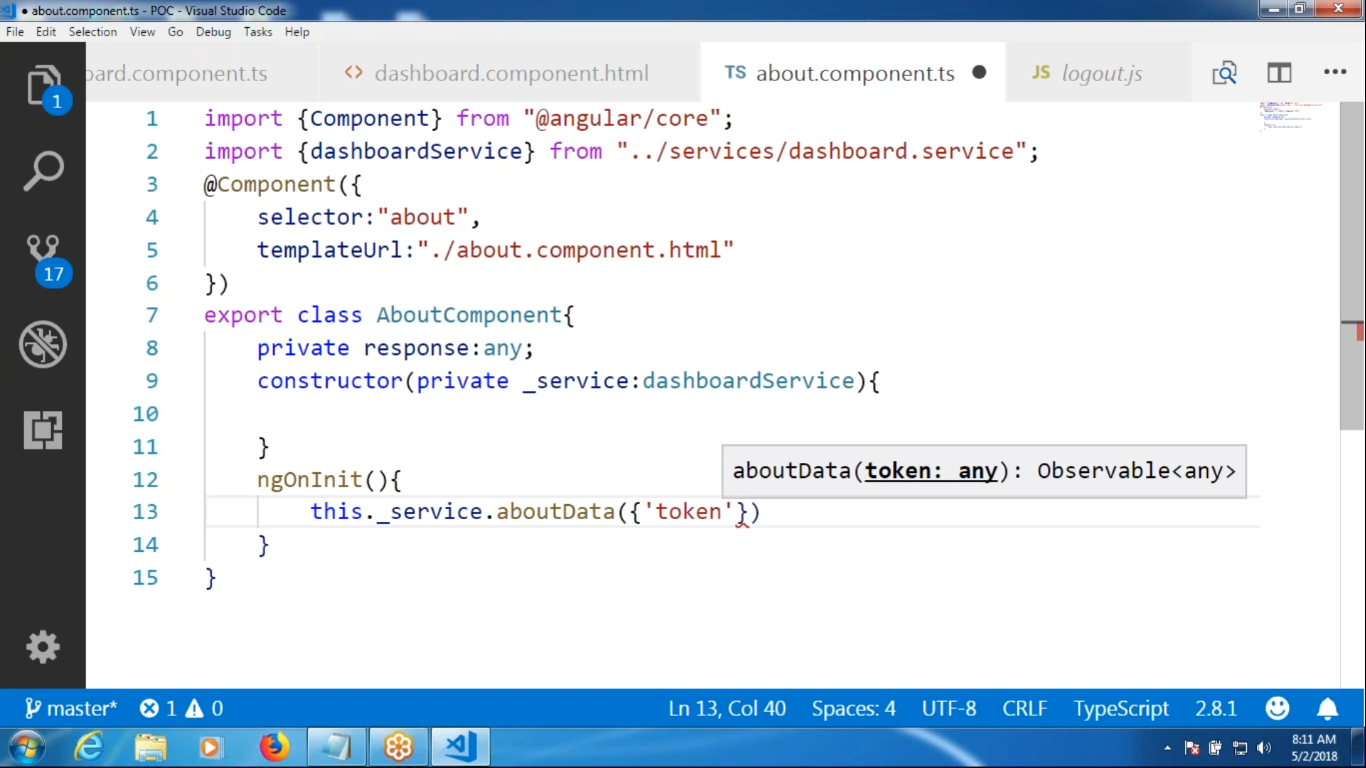 ● about.component.ts - POC - Visual Studio Code
File Edit Selection View Go Debug Tasks Help
oard.component.ts <> dashboard.component.html TS about.component.ts ● JS logout.js •••
1
17
1 import {Component} from "@angular/core";
2 import {dashboardService} from "../services/dashboard.service";
3 @Component({
4 selector:"about",
5 templateUrl:"./about.component.html"
6 })
7 export class AboutComponent{
8 private response:any;
9 constructor(private _service:dashboardService){
10
11 }
aboutData(token: any): Observable<any>
12 ngOnInit(){
13 this._service.aboutData({'token'})
14 }
15 }
master* 1 0 Ln 13, Col 40 Spaces: 4 UTF-8 CRLF TypeScript 2.8.1
8:11 AM
5/2/2018